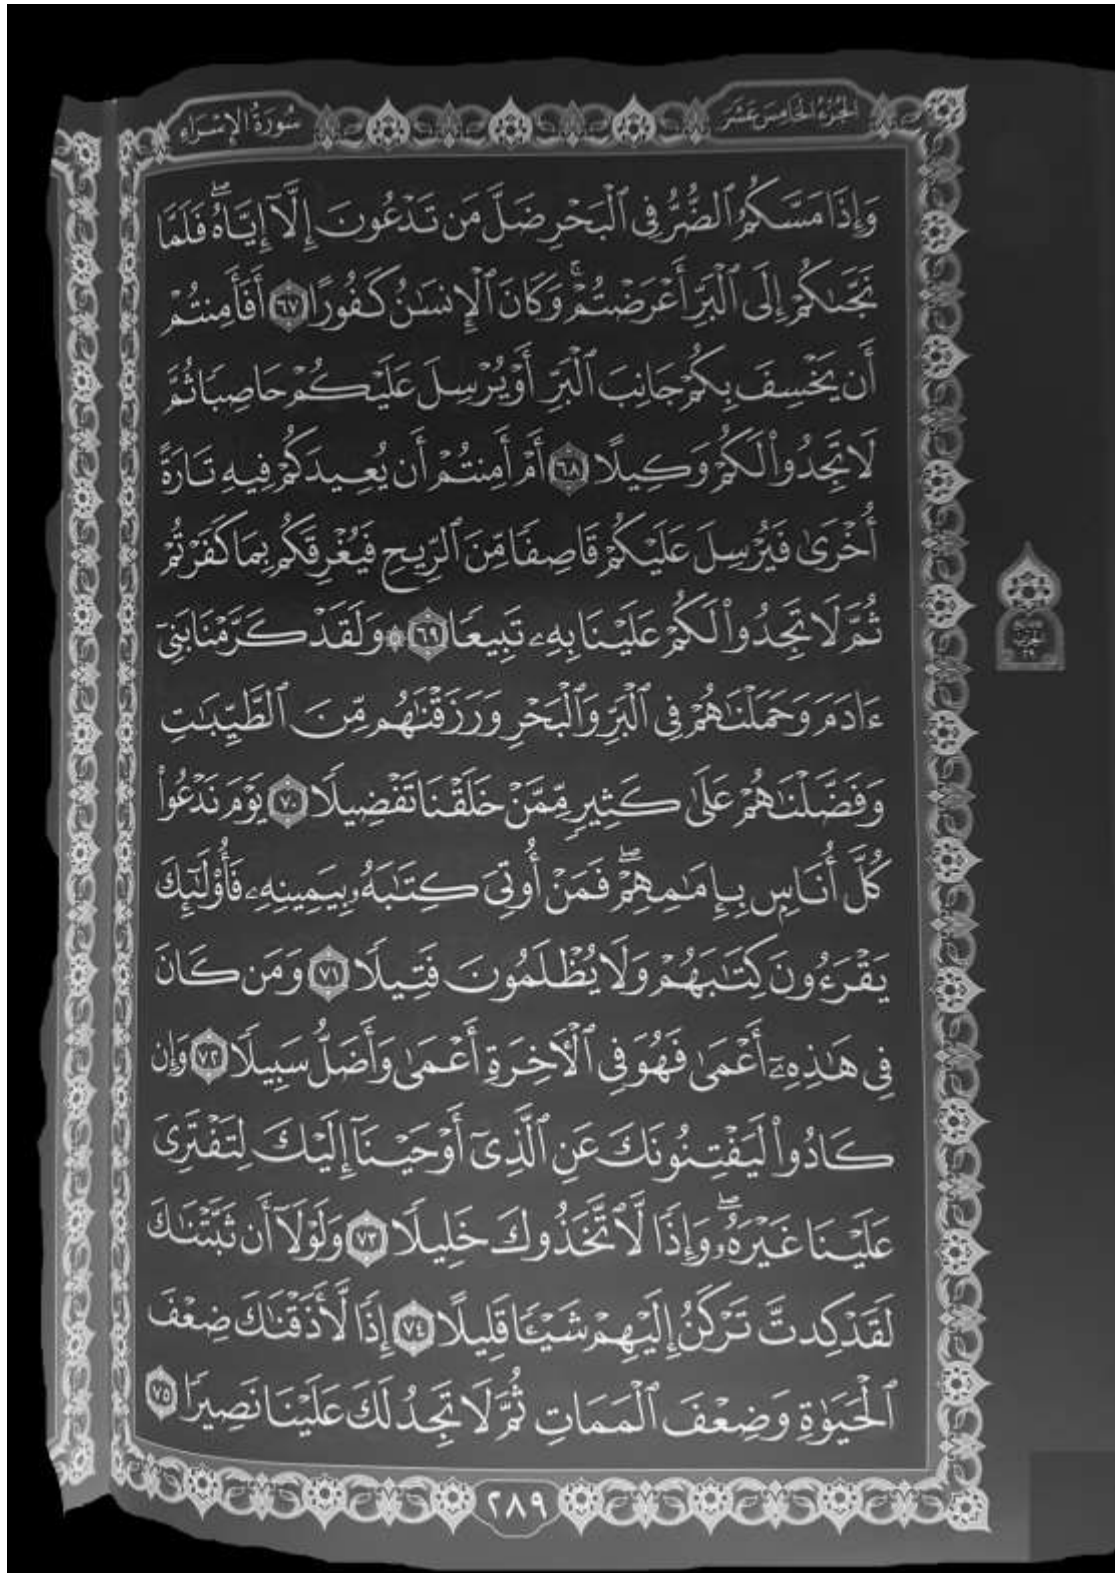 الجُزْءُ الخَامِسَ عَشَرَ
سُورَةُ الإِسْرَاءِ
وَإِذَا مَسَّكُمُ ٱلضُّرُّ فِى ٱلْبَحْرِ ضَلَّ مَن تَدْعُونَ إِلَّآ إِيَّاهُ ۖ فَلَمَّا
نَجَّىٰكُمْ إِلَى ٱلْبَرِّ أَعْرَضْتُمْ ۚ وَكَانَ ٱلْإِنسَٰنُ كَفُورًا ٦٧ أَفَأَمِنتُمْ
أَن يَخْسِفَ بِكُمْ جَانِبَ ٱلْبَرِّ أَوْ يُرْسِلَ عَلَيْكُمْ حَاصِبًا ثُمَّ
لَا تَجِدُوا۟ لَكُمْ وَكِيلًا ٦٨ أَمْ أَمِنتُمْ أَن يُعِيدَكُمْ فِيهِ تَارَةً
أُخْرَىٰ فَيُرْسِلَ عَلَيْكُمْ قَاصِفًا مِّنَ ٱلرِّيحِ فَيُغْرِقَكُم بِمَا كَفَرْتُمْ
ثُمَّ لَا تَجِدُوا۟ لَكُمْ عَلَيْنَا بِهِۦ تَبِيعًا ٦٩ ۞ وَلَقَدْ كَرَّمْنَا بَنِىٓ
ءَادَمَ وَحَمَلْنَٰهُمْ فِى ٱلْبَرِّ وَٱلْبَحْرِ وَرَزَقْنَٰهُم مِّنَ ٱلطَّيِّبَٰتِ
وَفَضَّلْنَٰهُمْ عَلَىٰ كَثِيرٍ مِّمَّنْ خَلَقْنَا تَفْضِيلًا ٧٠ يَوْمَ نَدْعُوا۟
كُلَّ أُنَاسٍۭ بِإِمَٰمِهِمْ ۖ فَمَنْ أُوتِىَ كِتَٰبَهُۥ بِيَمِينِهِۦ فَأُو۟لَٰٓئِكَ
يَقْرَءُونَ كِتَٰبَهُمْ وَلَا يُظْلَمُونَ فَتِيلًا ٧١ وَمَن كَانَ
فِى هَٰذِهِۦٓ أَعْمَىٰ فَهُوَ فِى ٱلْءَاخِرَةِ أَعْمَىٰ وَأَضَلُّ سَبِيلًا ٧٢ وَإِن
كَادُوا۟ لَيَفْتِنُونَكَ عَنِ ٱلَّذِىٓ أَوْحَيْنَآ إِلَيْكَ لِتَفْتَرِىَ
عَلَيْنَا غَيْرَهُۥ ۖ وَإِذًا لَّٱتَّخَذُوكَ خَلِيلًا ٧٣ وَلَوْلَآ أَن ثَبَّتْنَٰكَ
لَقَدْ كِدتَّ تَرْكَنُ إِلَيْهِمْ شَيْـًٔا قَلِيلًا ٧٤ إِذًا لَّأَذَقْنَٰكَ ضِعْفَ
ٱلْحَيَوٰةِ وَضِعْفَ ٱلْمَمَاتِ ثُمَّ لَا تَجِدُ لَكَ عَلَيْنَا نَصِيرًا ٧٥
٢٨٩